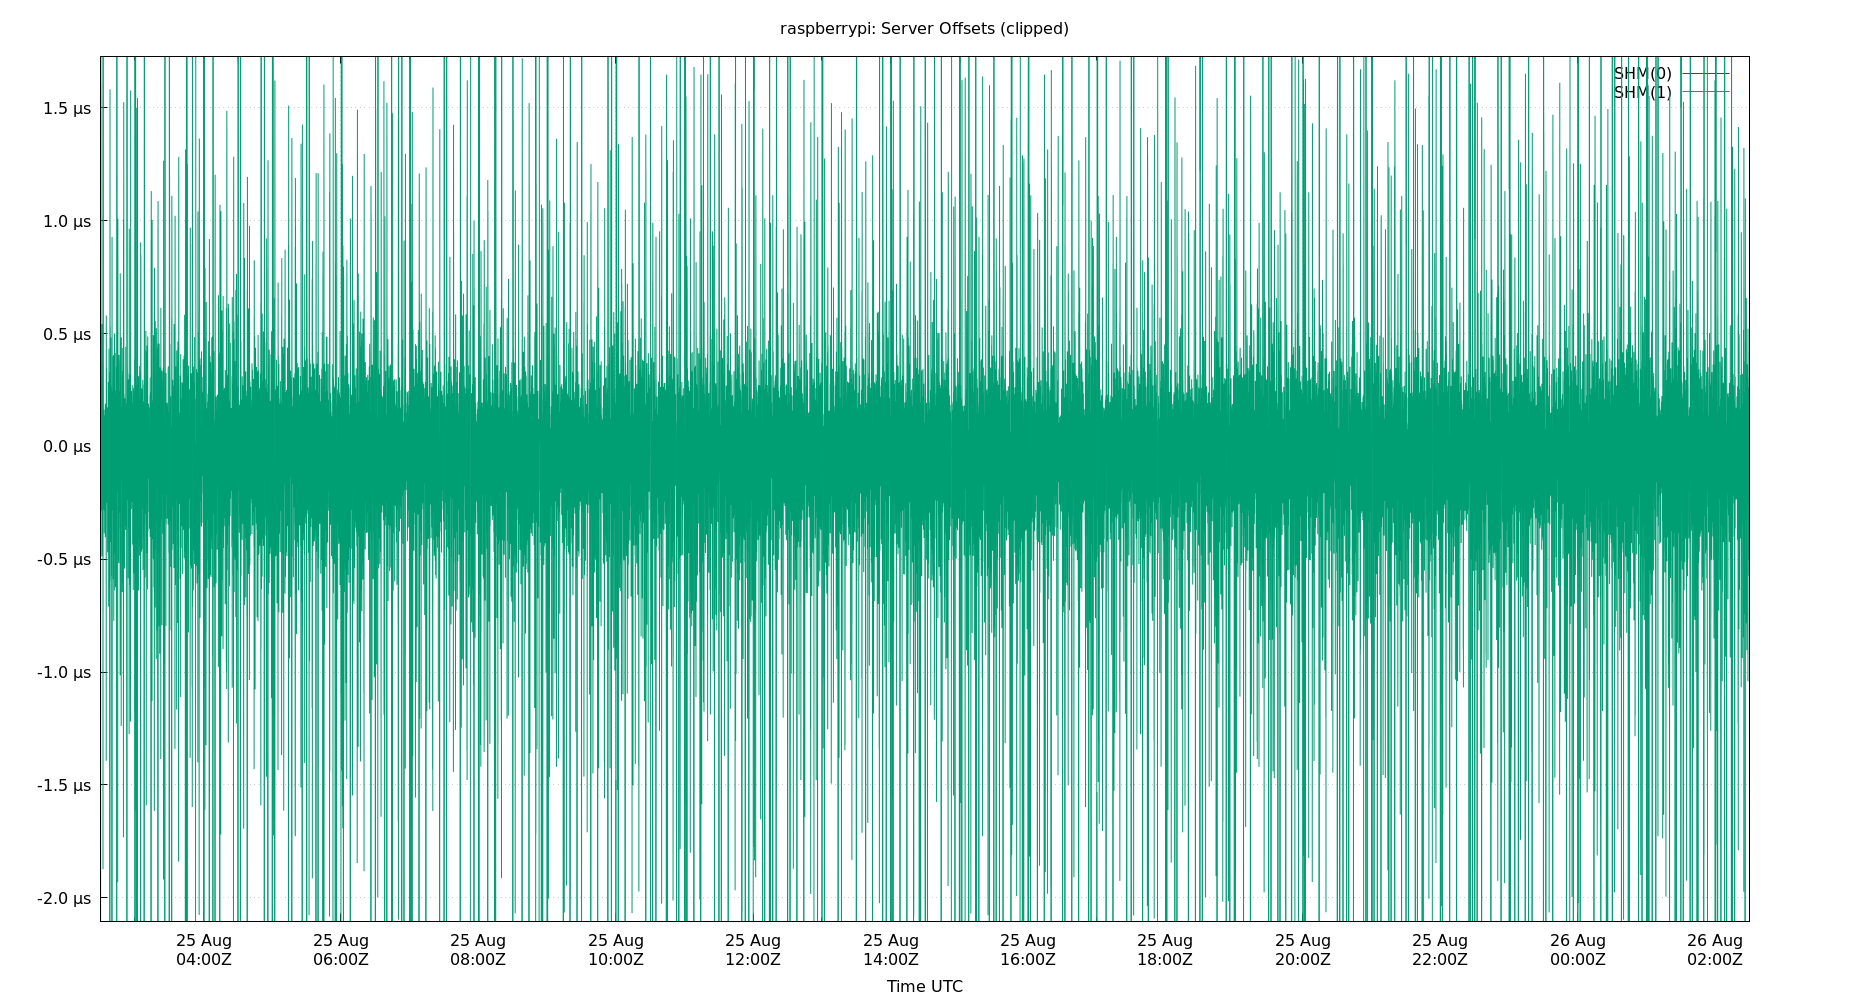 raspberrypi: Server Offsets (clipped)
SHM(0)
SHM(1)
1.5 μs
1.0 μs
0.5 μs
0.0 μs
-0.5 μs
-1.0 μs
-1.5 μs
-2.0 μs
25 Aug 25 Aug 25 Aug 25 Aug 25 Aug 25 Aug 25 Aug 25 Aug 25 Aug 25 Aug 26 Aug 26 Aug
04:00Z 06:00Z 08:00Z 10:00Z 12:00Z 14:00Z 16:00Z 18:00Z 20:00Z 22:00Z 00:00Z 02:00Z
Time UTC